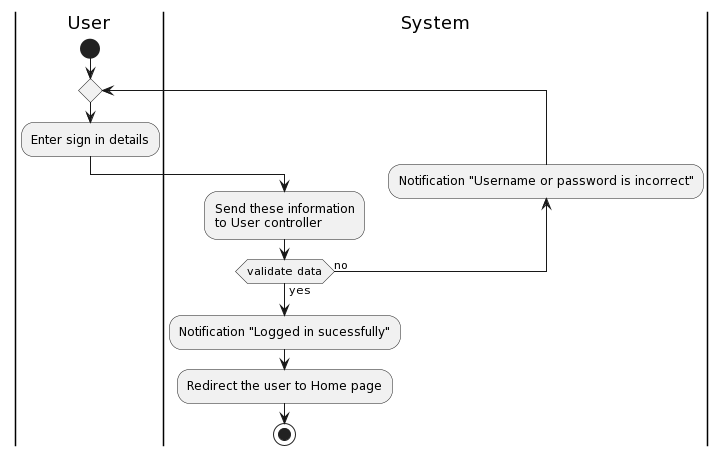 User
System
Enter sign in details
Notification "Username or password is incorrect"
Send these information
to User controller
validate data
no
yes
Notification "Logged in sucessfully"
Redirect the user to Home page